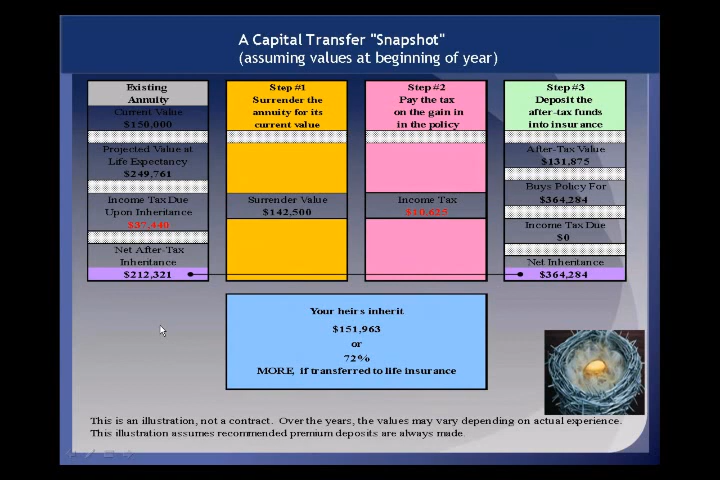 A Capital Transfer "Snapshot"
(assuming values at beginning of year)
Existing
Annuity
Current Value
$150,000
Projected Value at
Life Expectancy
$249,761
Income Tax Due
Upon Inheritance
$37,440
Net After-Tax
Inheritance
$212,321
Step #1
Surrender the
annuity for its
current value
Surrender Value
$142,500
Step #2
Pay the tax
on the gain in
in the policy
Income Tax
$10,625
Step #3
Deposit the
after-tax funds
into insurance
After-Tax Value
$131,875
Buys Policy For
$364,284
Income Tax Due
$0
Net Inheritance
$364,284
Your heirs inherit
$151,963
or
72%
MORE, if transferred to life insurance
This is an illustration, not a contract. Over the years, the values may vary depending on actual experience.
This illustration assumes recommended premium deposits are always made.